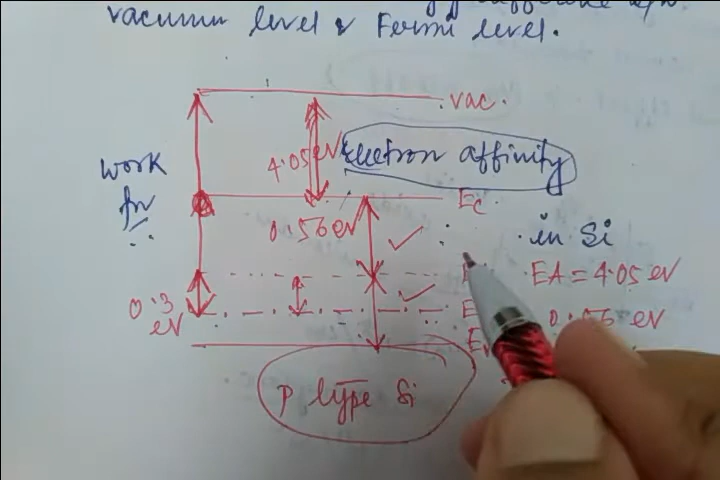 vacuum level & Fermi level.
vac.
4.05eV
Electron affinity
work
fn
Ec
0.56eV
in Si
EA = 4.05 eV
0.3
eV
E
eV
E
P type Si